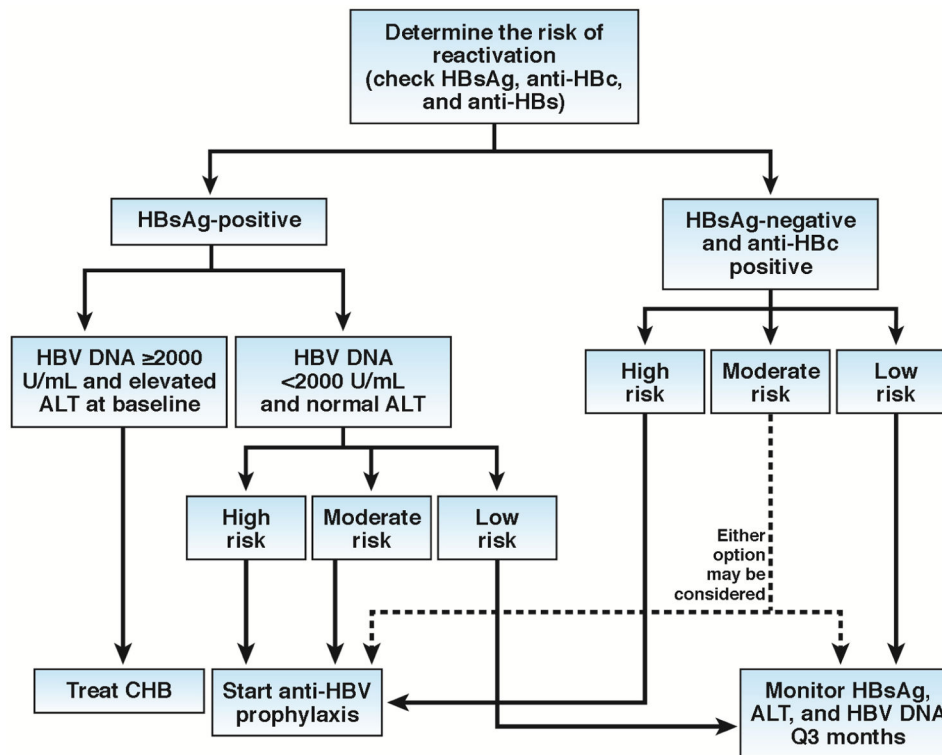 Determine the risk of
reactivation
(check HBsAg, anti-HBc,
and anti-HBs)
HBsAg-positive
HBsAg-negative
and anti-HBc
positive
HBV DNA ≥2000
U/mL and elevated
ALT at baseline
HBV DNA
<2000 U/mL
and normal ALT
High
risk
Moderate
risk
Low
risk
High
risk
Moderate
risk
Low
risk
Either
option
may be
considered
Treat CHB
Start anti-HBV
prophylaxis
Monitor HBsAg,
ALT, and HBV DNA
Q3 months